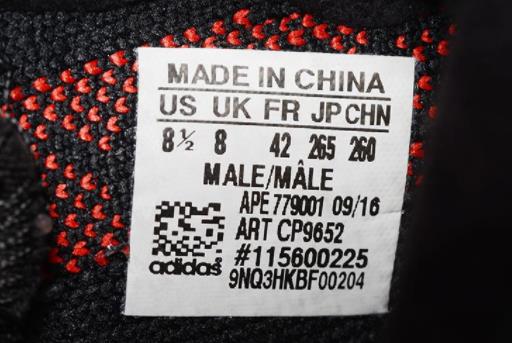 MADE IN CHINA
US UK FR JP CHN
8½ 8 42 265 260
MALE/MÂLE
APE 779001 09/16
ART CP9652
#115600225
adidas
9NQ3HKBF00204